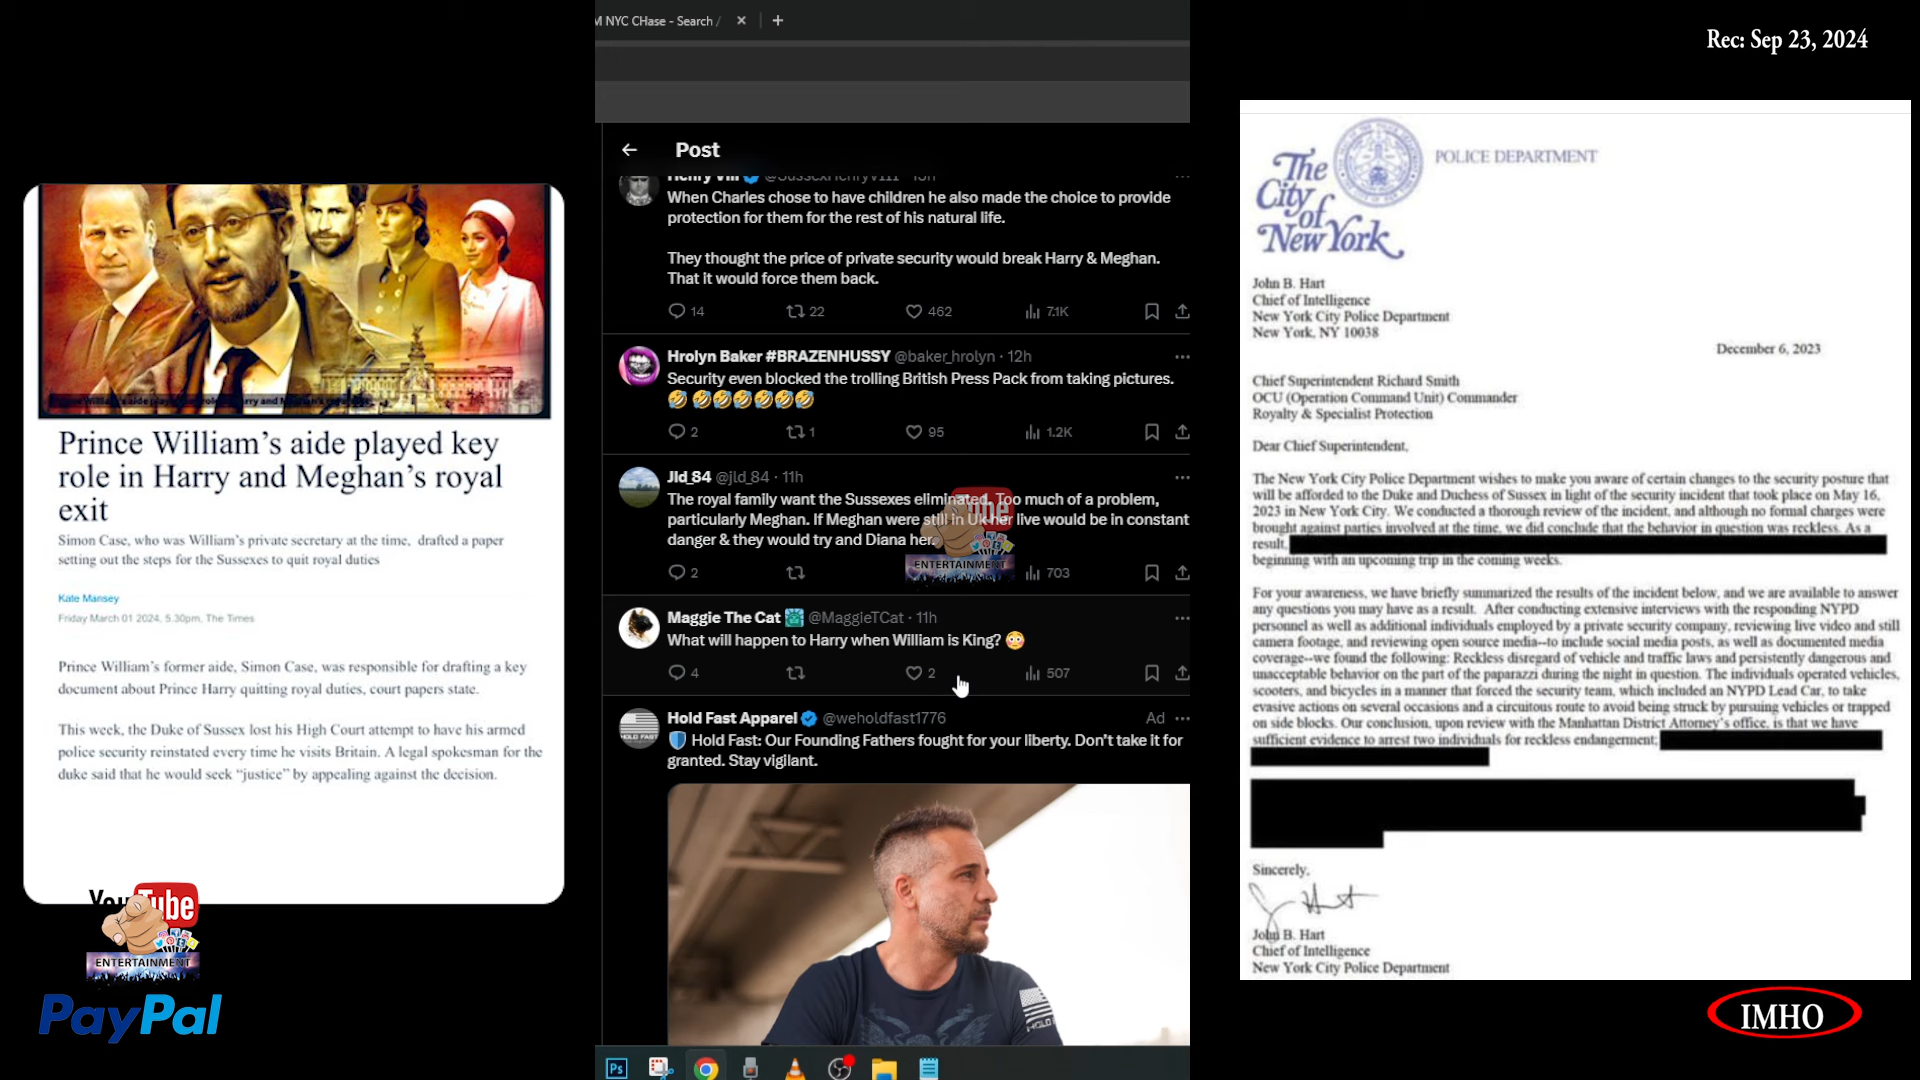 M NYC CHase - Search /
Rec: Sep 23, 2024
Prince William's aide played key
role in Harry and Meghan's royal
exit
Simon Case, who was William's private secretary at the time, drafted a paper
setting out the steps for the Sussexes to quit royal duties
Kate Mansey
Friday March 01 2024, 5.30pm, The Times
Prince William's former aide, Simon Case, was responsible for drafting a key
document about Prince Harry quitting royal duties, court papers state.
This week, the Duke of Sussex lost his High Court attempt to have his armed
police security reinstated every time he visits Britain. A legal spokesman for the
duke said that he would seek "justice" by appealing against the decision.
YouTube
ENTERTAINMENT
PayPal
Post
Henry VIII @SussexHenryVIII · 13h
When Charles chose to have children he also made the choice to provide
protection for them for the rest of his natural life.
They thought the price of private security would break Harry & Meghan.
That it would force them back.
14 22 462 7.1K
Hrolyn Baker #BRAZENHUSSY @baker_hrolyn · 12h
Security even blocked the trolling British Press Pack from taking pictures.
🤣 🤣🤣🤣🤣🤣🤣
2 1 95 1.2K
Jld_84 @jld_84 · 11h
The royal family want the Sussexes eliminated. Too much of a problem,
particularly Meghan. If Meghan were still in UK her live would be in constant
danger & they would try and Diana her.
2 703
Tube
ENTERTAINMENT
Maggie The Cat @MaggieTCat · 11h
What will happen to Harry when William is King? 😳
4 2 507
Hold Fast Apparel @weholdfast1776 Ad
🛡️ Hold Fast: Our Founding Fathers fought for your liberty. Don't take it for
granted. Stay vigilant.
HOLD
Ps
The
City
of
New York
POLICE DEPARTMENT
John B. Hart
Chief of Intelligence
New York City Police Department
New York, NY 10038
December 6, 2023
Chief Superintendent Richard Smith
OCU (Operation Command Unit) Commander
Royalty & Specialist Protection
Dear Chief Superintendent,
The New York City Police Department wishes to make you aware of certain changes to the security posture that
will be afforded to the Duke and Duchess of Sussex in light of the security incident that took place on May 16,
2023 in New York City. We conducted a thorough review of the incident, and although no formal charges were
brought against parties involved at the time, we did conclude that the behavior in question was reckless. As a
result,
beginning with an upcoming trip in the coming weeks.
For your awareness, we have briefly summarized the results of the incident below, and we are available to answer
any questions you may have as a result. After conducting extensive interviews with the responding NYPD
personnel as well as additional individuals employed by a private security company, reviewing live video and still
camera footage, and reviewing open source media--to include social media posts, as well as documented media
coverage--we found the following: Reckless disregard of vehicle and traffic laws and persistently dangerous and
unacceptable behavior on the part of the paparazzi during the night in question. The individuals operated vehicles,
scooters, and bicycles in a manner that forced the security team, which included an NYPD Lead Car, to take
evasive actions on several occasions and a circuitous route to avoid being struck by pursuing vehicles or trapped
on side blocks. Our conclusion, upon review with the Manhattan District Attorney's office, is that we have
sufficient evidence to arrest two individuals for reckless endangerment;
Sincerely,
John B. Hart
Chief of Intelligence
New York City Police Department
IMHO